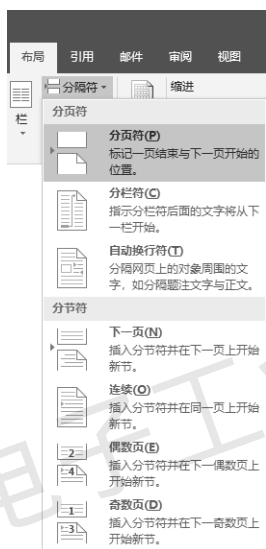 布局 引用 邮件 审阅 视图
分隔符 缩进
栏
分页符
分页符(P)
标记一页结束与下一页开始的
位置。
分栏符(C)
指示分栏符后面的文字将从下
一栏开始。
自动换行符(T)
分隔网页上的对象周围的文
字，如分隔题注文字与正文。
分节符
下一页(N)
插入分节符并在下一页上开始
新节。
连续(O)
插入分节符并在同一页上开始
新节。
2
4
偶数页(E)
插入分节符并在下一偶数页上
开始新节。
1
3
奇数页(D)
插入分节符并在下一奇数页上
开始新节。
电子工